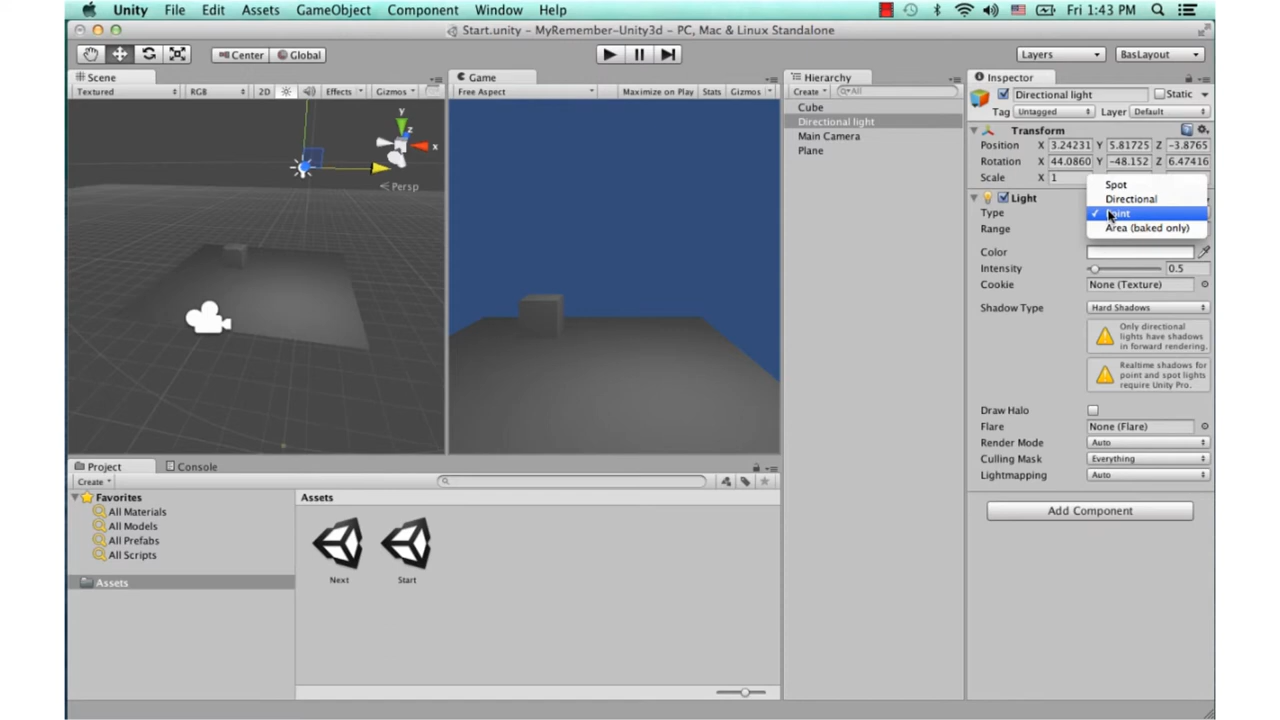 Unity File Edit Assets GameObject Component Window Help Fri 1:43 PM
Start.unity - MyRemember-Unity3d - PC, Mac & Linux Standalone
Center Global Layers BasLayout
Scene
Textured RGB 2D Effects Gizmos
y
z
x
Persp
Game
Free Aspect Maximize on Play Stats Gizmos
Hierarchy
Create All
Cube
Directional light
Main Camera
Plane
Inspector
Directional light Static
Tag Untagged Layer Default
Transform
Position X 3.24231 Y 5.81725 Z -3.8765
Rotation X 44.0860 Y -48.152 Z 6.47416
Scale X 1
Spot
Directional
Point
Area (baked only)
Light
Type
Range
Color
Intensity 0.5
Cookie None (Texture)
Shadow Type Hard Shadows
Only directional
lights have shadows
in forward rendering.
Realtime shadows for
point and spot lights
require Unity Pro.
Draw Halo
Flare None (Flare)
Render Mode Auto
Culling Mask Everything
Lightmapping Auto
Add Component
Project Console
Create
Favorites
All Materials
All Models
All Prefabs
All Scripts
Assets
Assets
Next Start